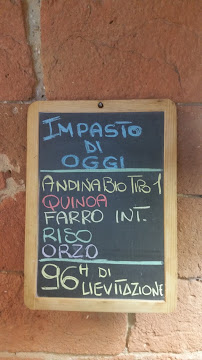 IMPASTO
DI
OGGI
ANDINA BIO TIPO 1
QUINOA
FARRO INT.
RISO
ORZO
96H DI
LIEVITAZIONE